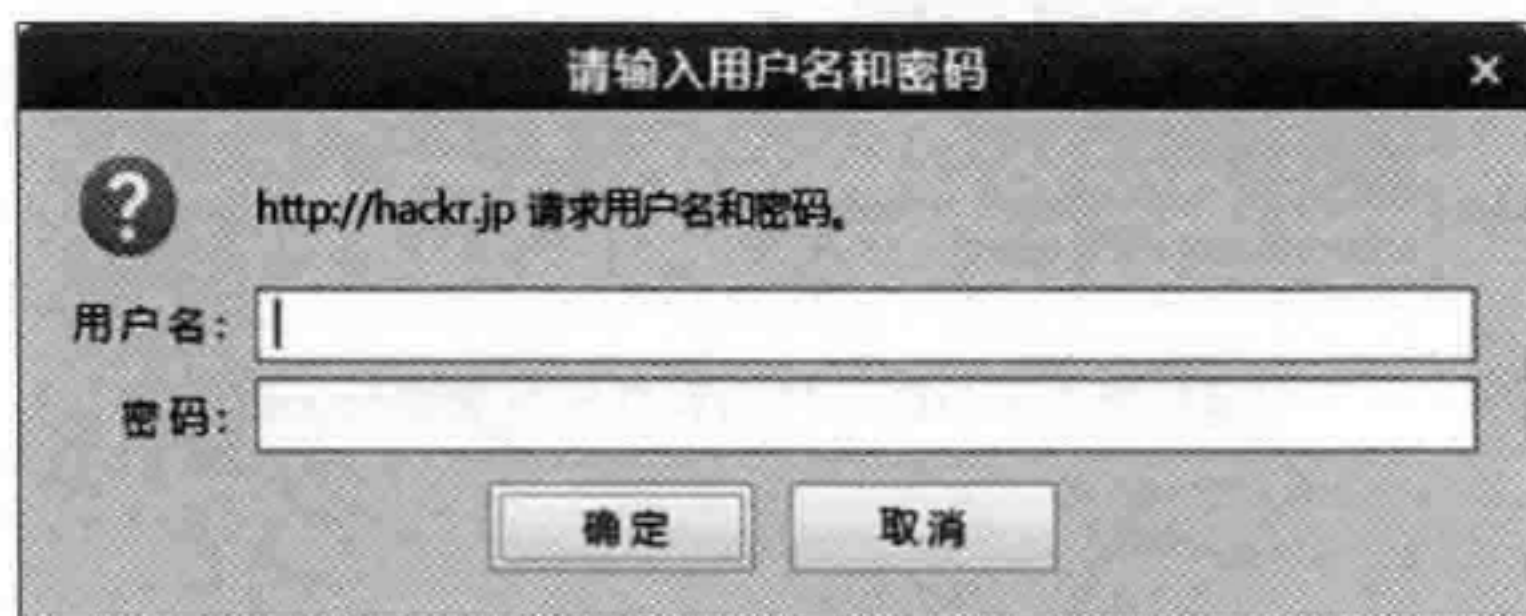 请输入用户名和密码 ×
http://hackr.jp 请求用户名和密码。
用户名：
密码：
确定 取消